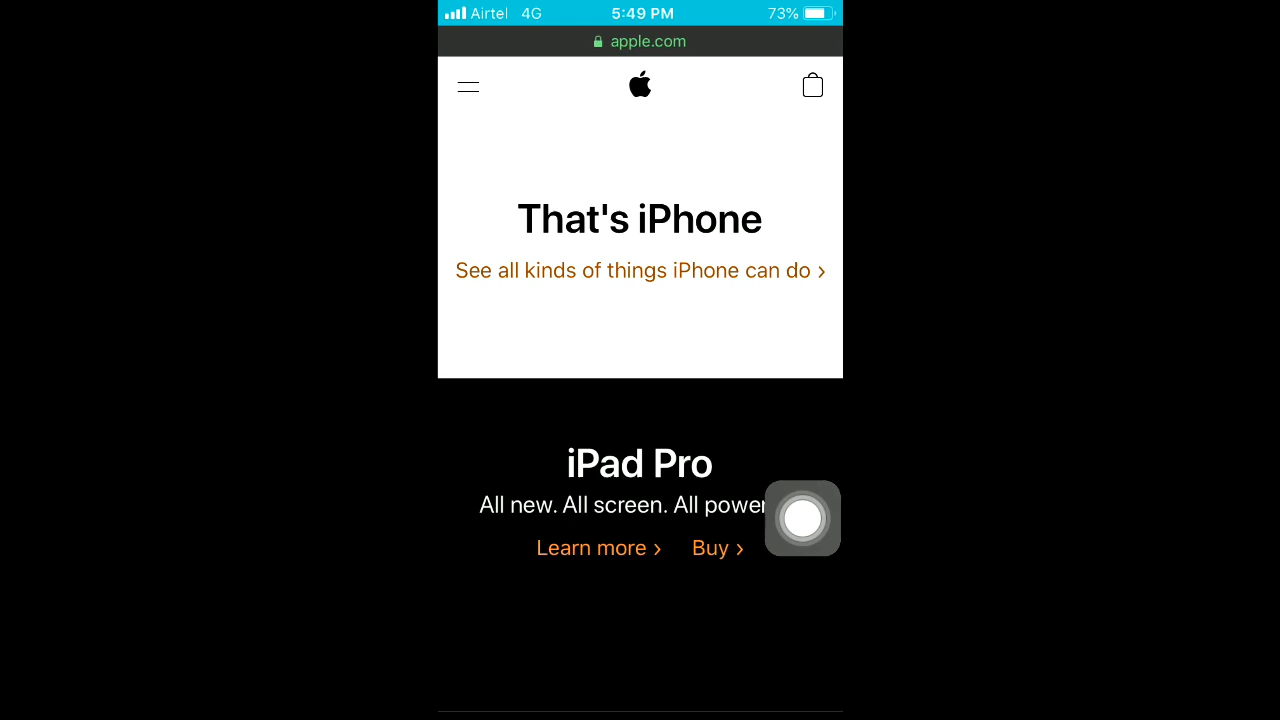 Airtel 4G 5:49 PM 73%
apple.com
That's iPhone
See all kinds of things iPhone can do ›
iPad Pro
All new. All screen. All power
Learn more › Buy ›